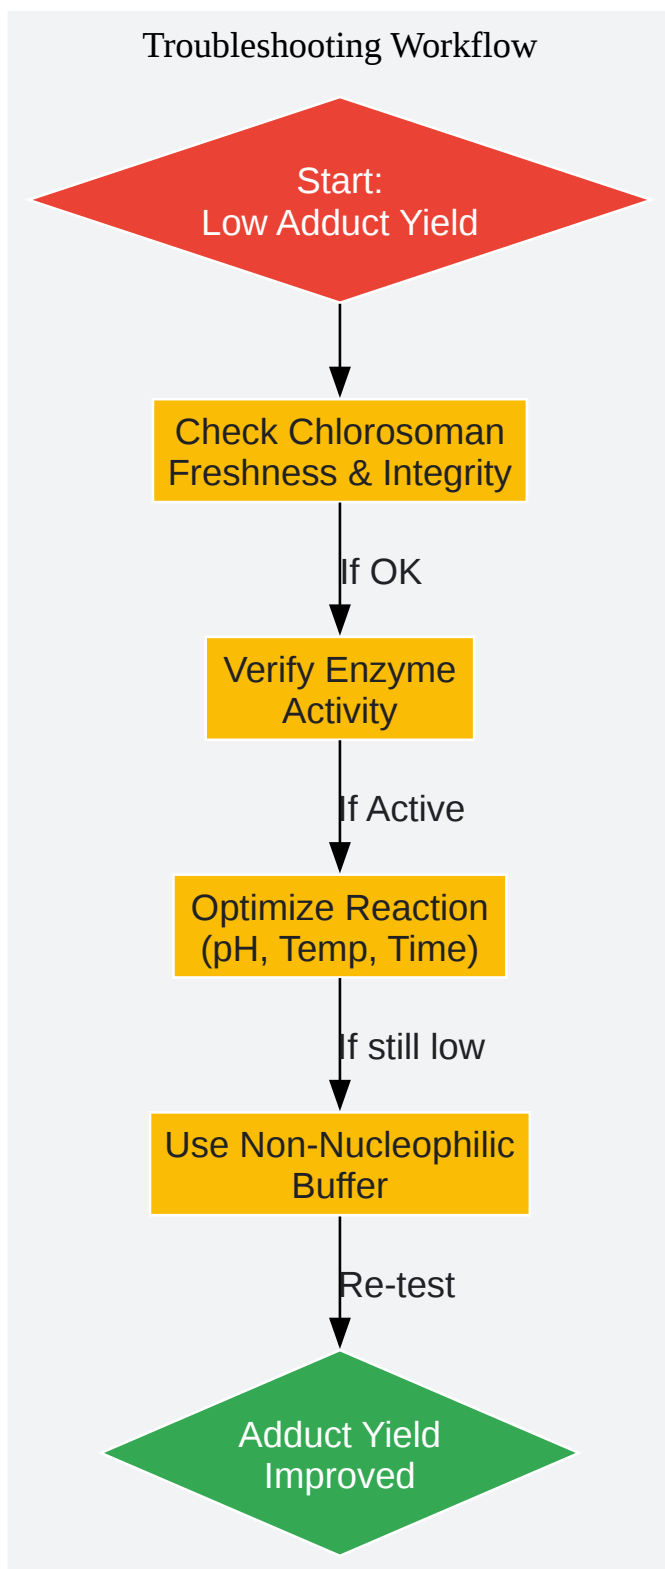 Troubleshooting Workflow
Start:
Low Adduct Yield
Check Chlorosoman
Freshness & Integrity
If OK
Verify Enzyme
Activity
If Active
Optimize Reaction
(pH, Temp, Time)
If still low
Use Non-Nucleophilic
Buffer
Re-test
Adduct Yield
Improved